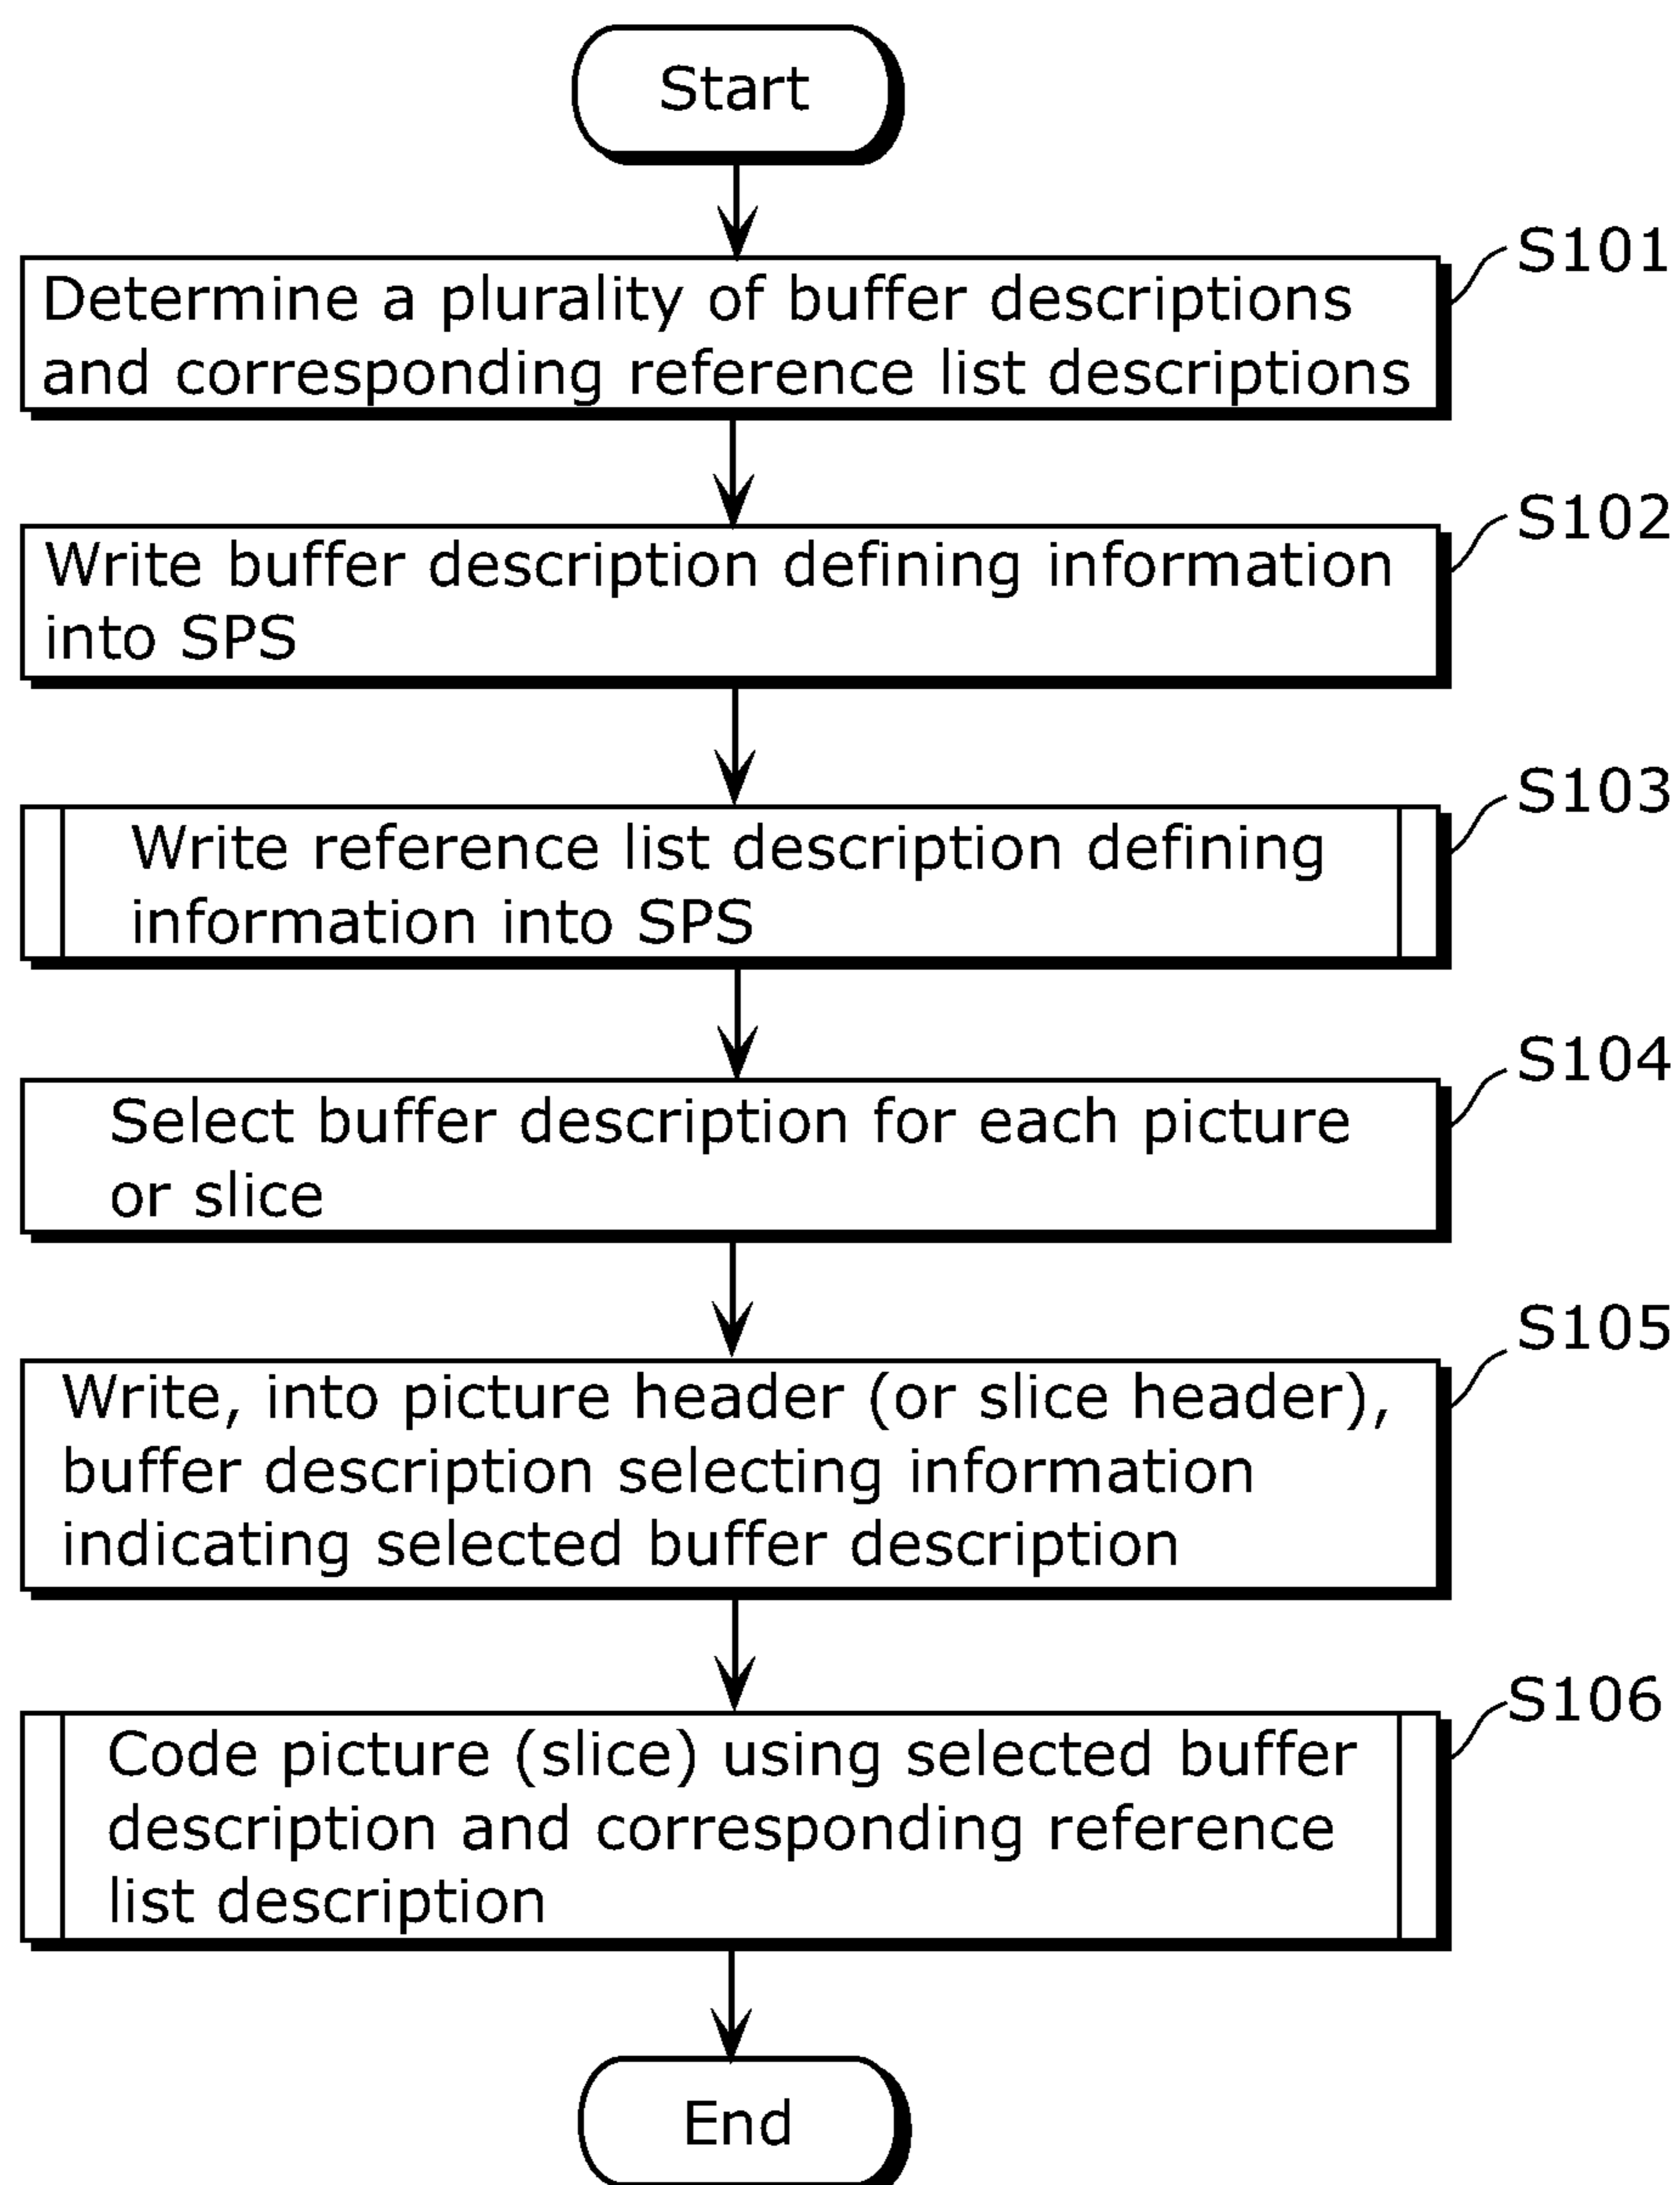 Start
S101
Determine a plurality of buffer descriptions
and corresponding reference list descriptions
S102
Write buffer description defining information
into SPS
S103
Write reference list description defining
information into SPS
S104
Select buffer description for each picture
or slice
S105
Write, into picture header (or slice header),
buffer description selecting information
indicating selected buffer description
S106
Code picture (slice) using selected buffer
description and corresponding reference
list description
End